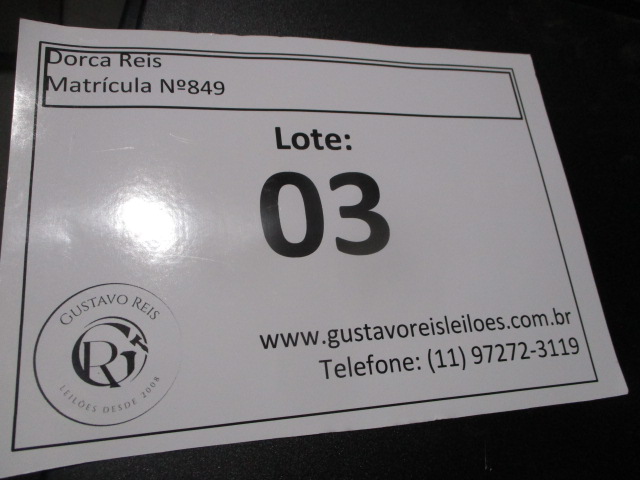 Dorca Reis
Matrícula Nº849
Lote:
03
GUSTAVO REIS
GR
LEILÕES DESDE 2008
www.gustavoreisleiloes.com.br
Telefone: (11) 97272-3119